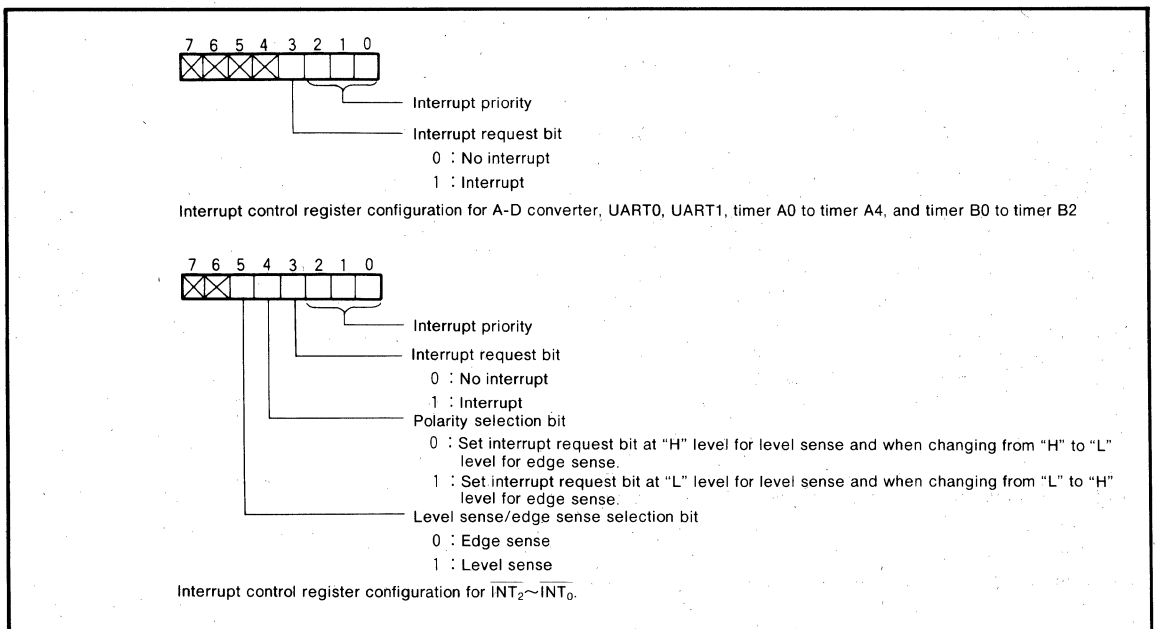 7 6 5 4 3 2 1 0
Interrupt priority
Interrupt request bit
0 : No interrupt
1 : Interrupt
Interrupt control register configuration for A-D converter, UART0, UART1, timer A0 to timer A4, and timer B0 to timer B2
7 6 5 4 3 2 1 0
Interrupt priority
Interrupt request bit
0 : No interrupt
1 : Interrupt
Polarity selection bit
0 : Set interrupt request bit at “H” level for level sense and when changing from “H” to “L”
level for edge sense.
1 : Set interrupt request bit at “L” level for level sense and when changing from “L” to “H”
level for edge sense.
Level sense/edge sense selection bit
0 : Edge sense
1 : Level sense
Interrupt control register configuration for I̅N̅T̅₂~I̅N̅T̅₀.